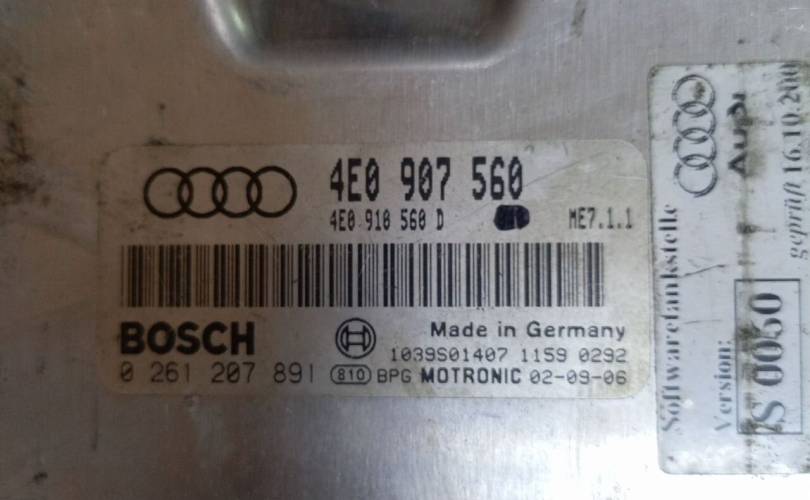 4E0 907 560
4E0 910 560 D ME7.1.1
BOSCH
Made in Germany
1039S01407 1159 0292
0 261 207 891 810 BPG MOTRONIC 02-09-06
Audi
Softwaretankstelle
geprüft 16.10.200
Version:
S 0050